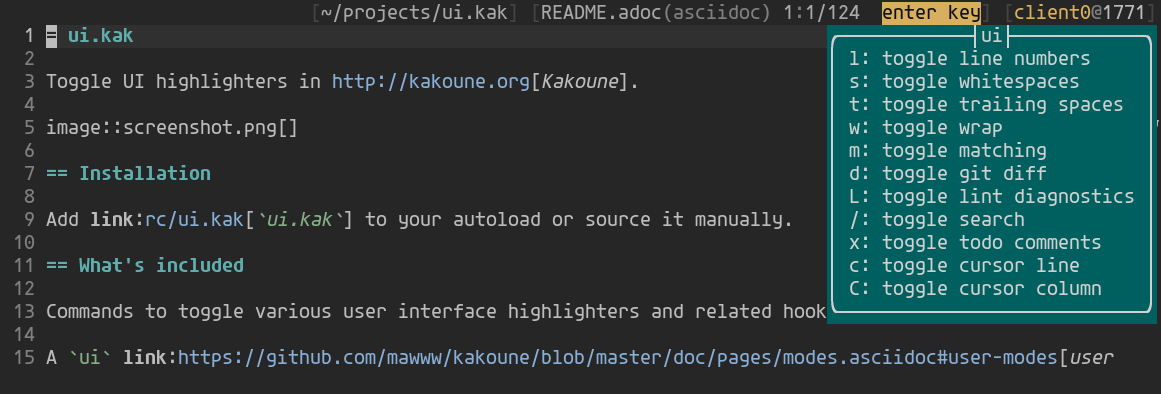 [~/projects/ui.kak] [README.adoc(asciidoc) 1:1/124 enter key] [client0@1771]
1 = ui.kak
2
3 Toggle UI highlighters in http://kakoune.org[Kakoune].
4
5 image::screenshot.png[]
6
7 == Installation
8
9 Add link:rc/ui.kak[`ui.kak`] to your autoload or source it manually.
10
11 == What's included
12
13 Commands to toggle various user interface highlighters and related hook
14
15 A `ui` link:https://github.com/mawww/kakoune/blob/master/doc/pages/modes.asciidoc#user-modes[user
ui
l: toggle line numbers
s: toggle whitespaces
t: toggle trailing spaces
w: toggle wrap
m: toggle matching
d: toggle git diff
L: toggle lint diagnostics
/: toggle search
x: toggle todo comments
c: toggle cursor line
C: toggle cursor column